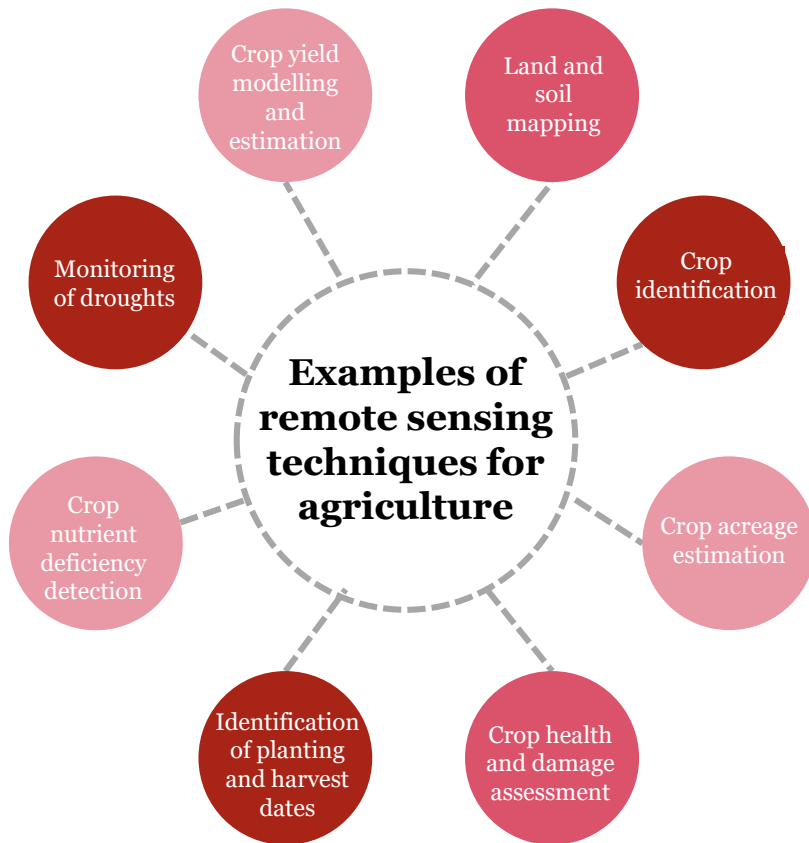 Crop yield
modelling
and
estimation
Land and
soil
mapping
Monitoring
of droughts
Crop
identification
Examples of
remote sensing
techniques for
agriculture
Crop
nutrient
deficiency
detection
Crop acreage
estimation
Identification
of planting
and harvest
dates
Crop health
and damage
assessment